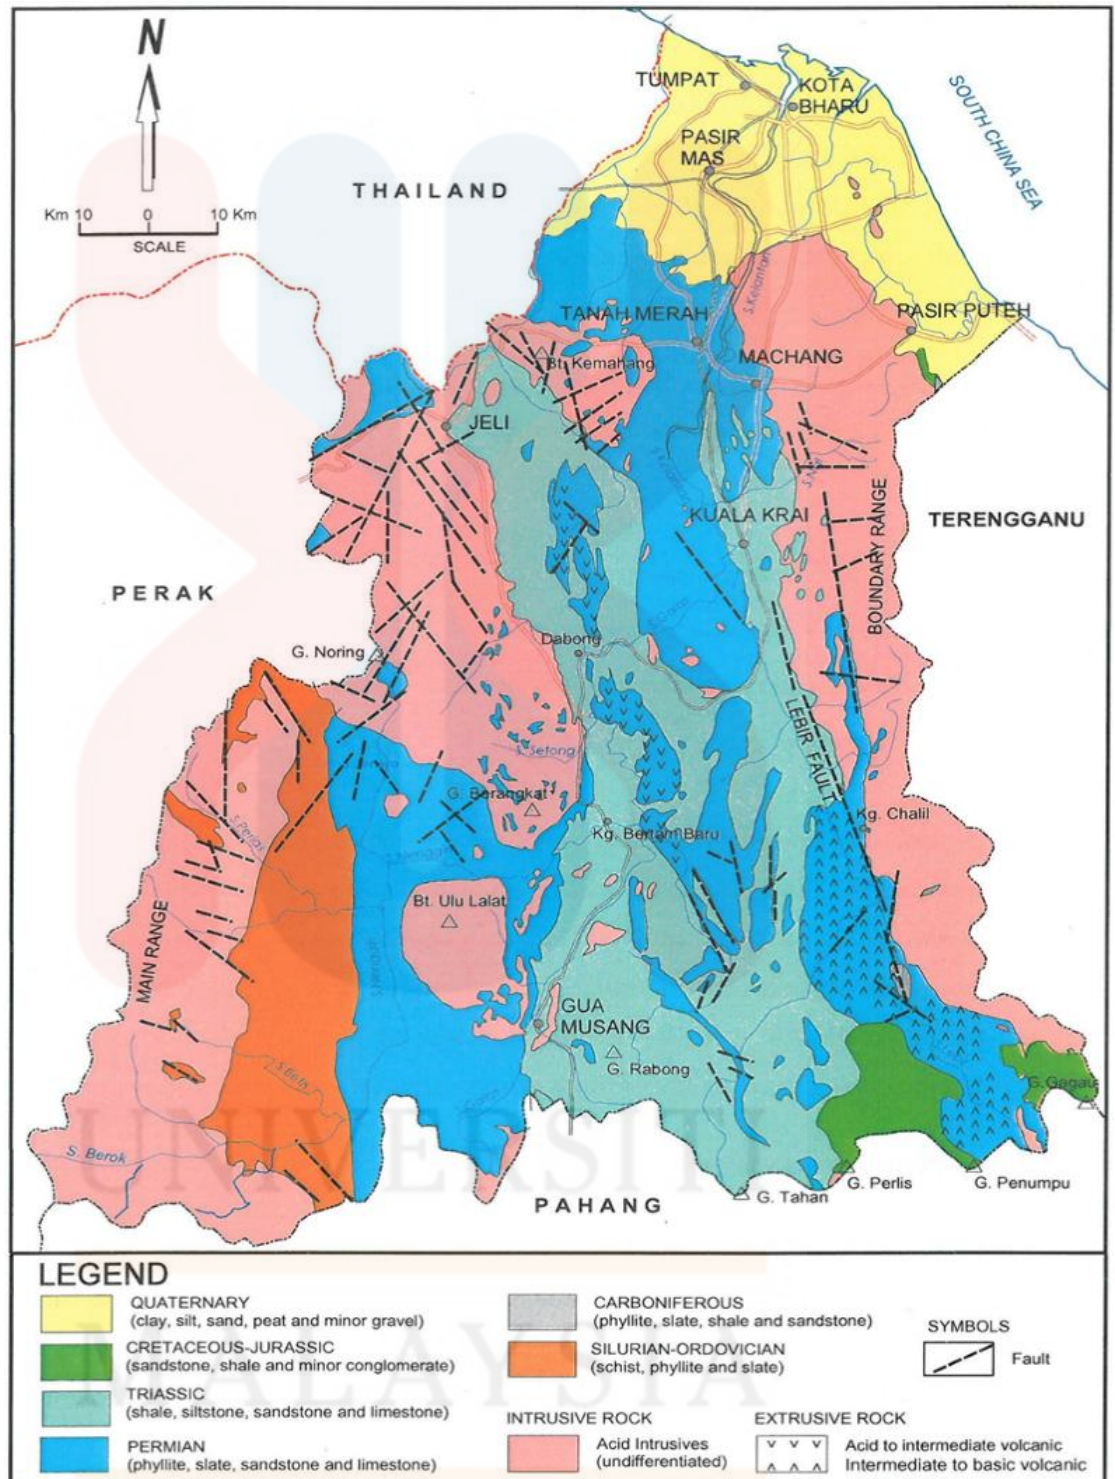 N
TUMPAT
KOTA
BHARU
SOUTH CHINA SEA
PASIR
MAS
THAILAND
Km 10 0 10 Km
SCALE
S.Kelantan
TANAH MERAH
PASIR PUTEH
Bt. Kemahang
MACHANG
JELI
KUALA KRAI
BOUNDARY RANGE
TERENGGANU
PERAK
Dabong
G. Noring
LEBIR FAULT
S. Setong
G. Berangkat
Kg. Bertam Baru
Kg. Chalil
S.Perias
Bt. Ulu Lalat
MAIN RANGE
GUA
MUSANG
G. Rabong
G.Gagau
UNIVERSITI
S. Berok
G. Perlis
G. Penumpu
G. Tahan
PAHANG
LEGEND
QUATERNARY
(clay, silt, sand, peat and minor gravel)
CRETACEOUS-JURASSIC
(sandstone, shale and minor conglomerate)
TRIASSIC
(shale, siltstone, sandstone and limestone)
PERMIAN
(phyllite, slate, sandstone and limestone)
CARBONIFEROUS
(phyllite, slate, shale and sandstone)
SILURIAN-ORDOVICIAN
(schist, phyllite and slate)
INTRUSIVE ROCK
Acid Intrusives
(undifferentiated)
SYMBOLS
Fault
EXTRUSIVE ROCK
Acid to intermediate volcanic
Intermediate to basic volcanic
MALAYSIA